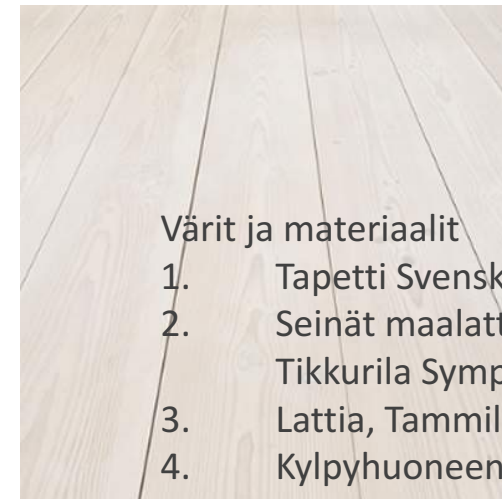 Värit ja materiaalit
1. Tapetti
2. Seinät
Tikkurila
3. Lattia,
4. Kylpyhuoneen